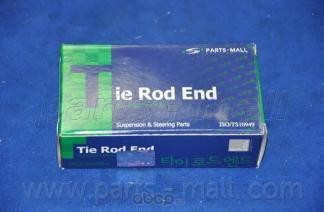 PARTS-MALL
Tie Rod End
Suspension & Steering Parts
ISO/TS16949
Tie Rod End
타이 로드 엔드
www.parts-mall.com